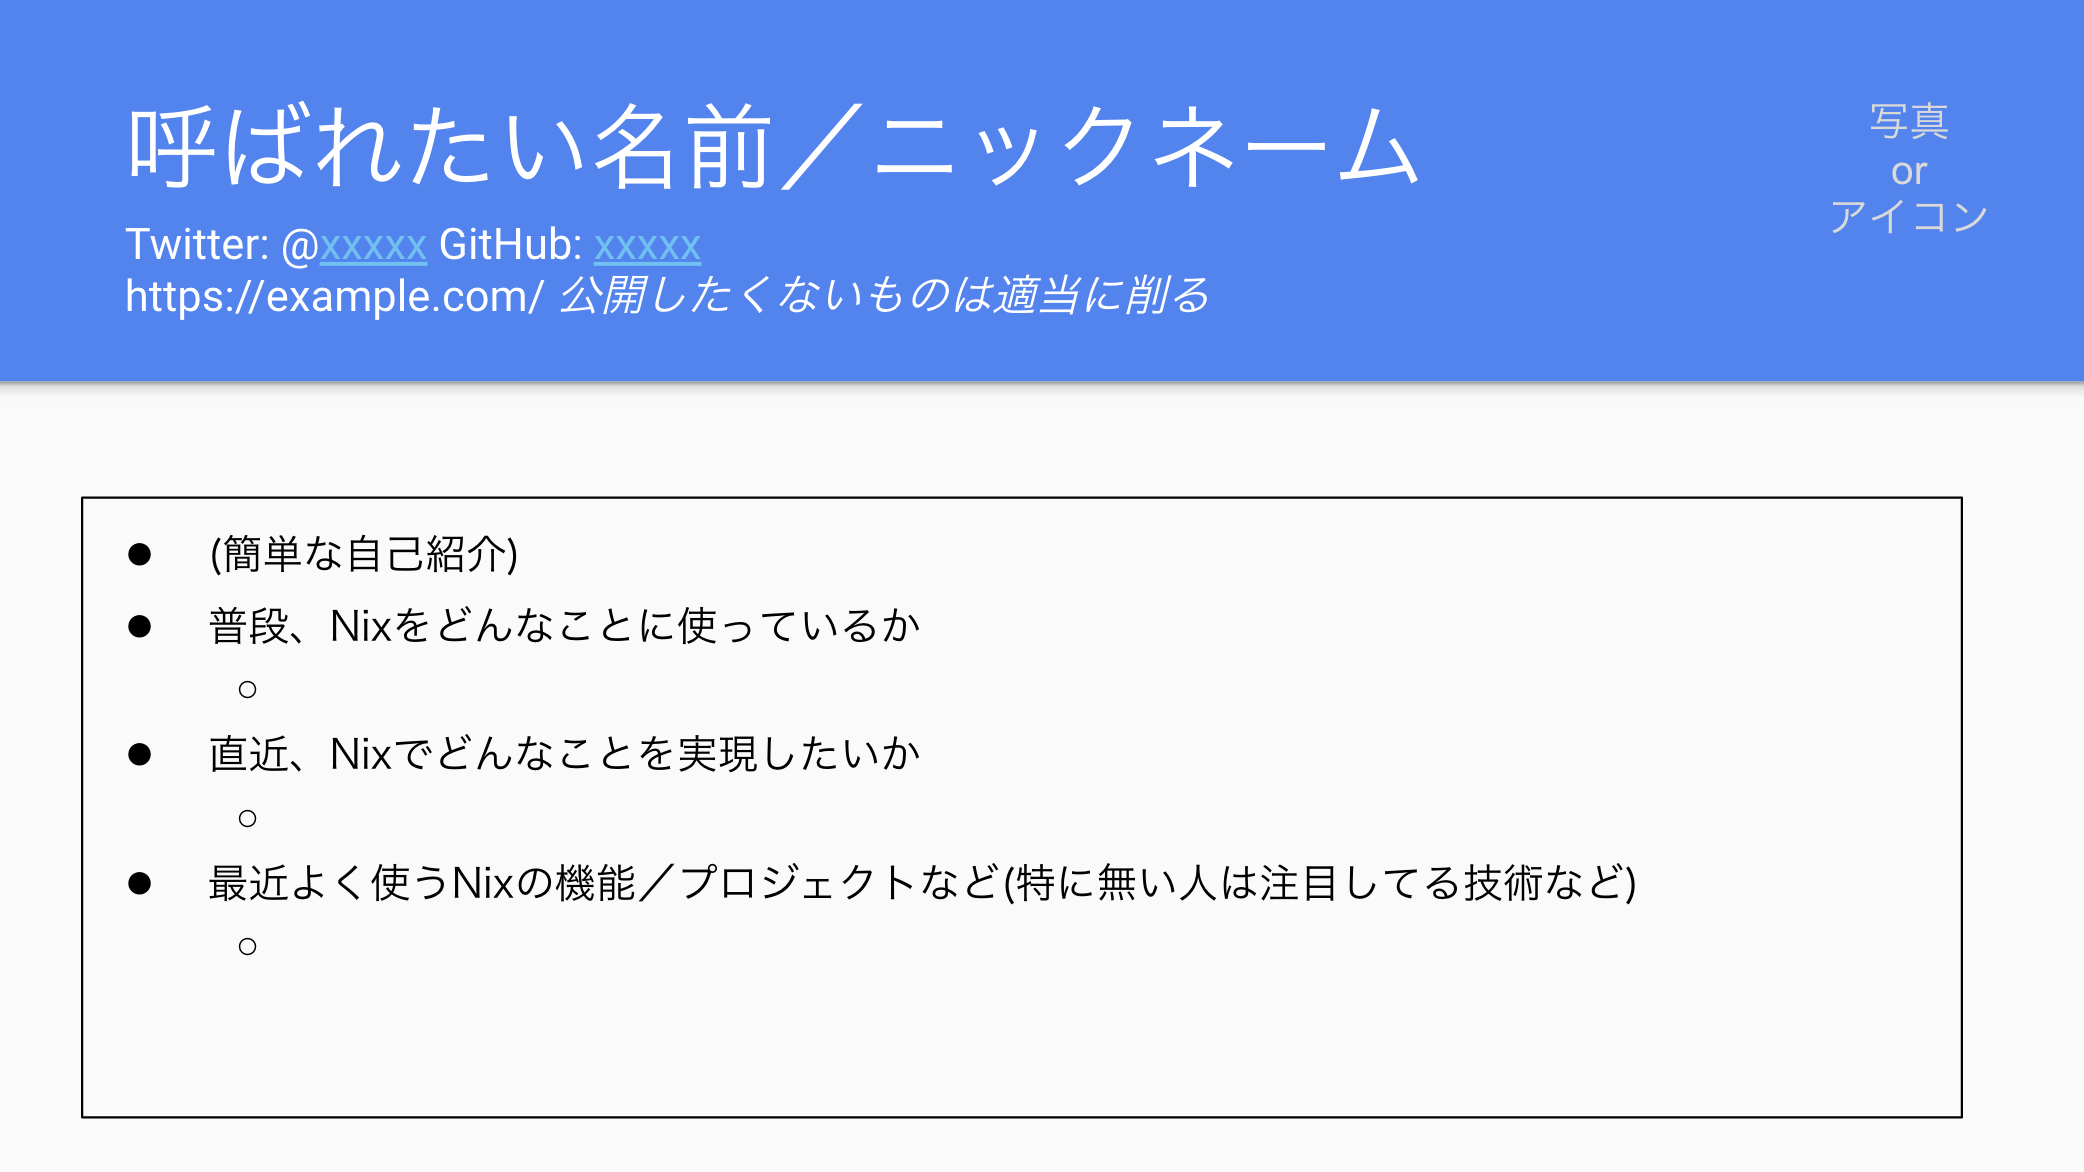 呼ばれたい名前／ニックネーム
Twitter: @xxxxx GitHub: xxxxx
https://example.com/ 公開したくないものは適当に削る
写真
or
アイコン
● (簡単な自己紹介)
● 普段、Nixをどんなことに使っているか
○
● 直近、Nixでどんなことを実現したいか
○
● 最近よく使うNixの機能／プロジェクトなど(特に無い人は注目してる技術など)
○